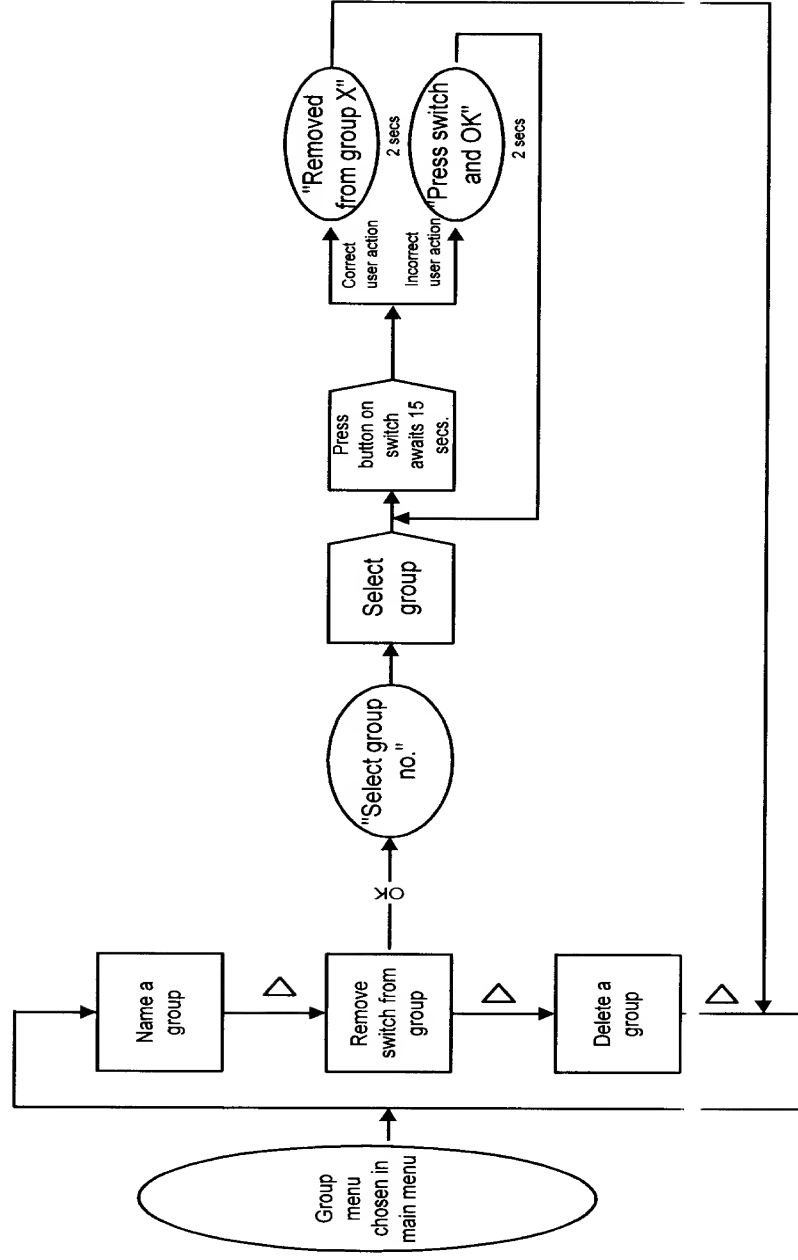 Group
menu
chosen in
main menu
Name a
group
Remove
switch from
group
Delete a
group
OK
"Select group
no."
Select
group
Press
button on
switch
awaits 15
secs.
Correct
user action
Incorrect
user action
"Removed
from group X"
2 secs
"Press switch
and OK"
2 secs